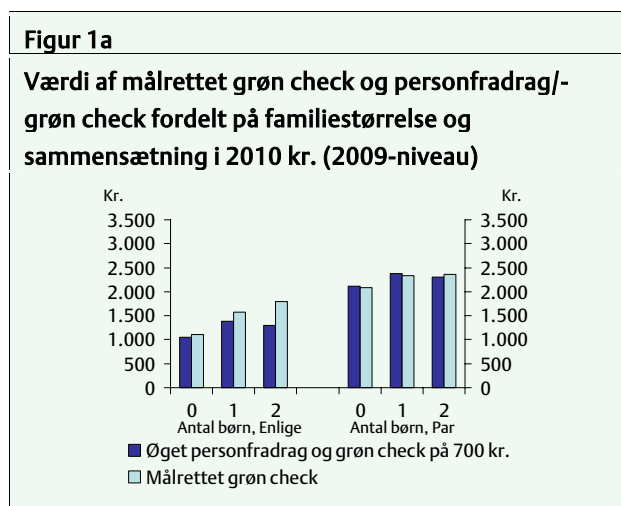 Figur 1a
Værdi af målrettet grøn check og personfradrag/-
grøn check fordelt på familiestørrelse og
sammensætning i 2010 kr. (2009-niveau)
Kr. Kr.
3.500 3.500
3.000 3.000
2.500 2.500
2.000 2.000
1.500 1.500
1.000 1.000
500 500
0 0
0 1 2 0 1 2
Antal børn, Enlige Antal børn, Par
Øget personfradrag og grøn check på 700 kr.
Målrettet grøn check